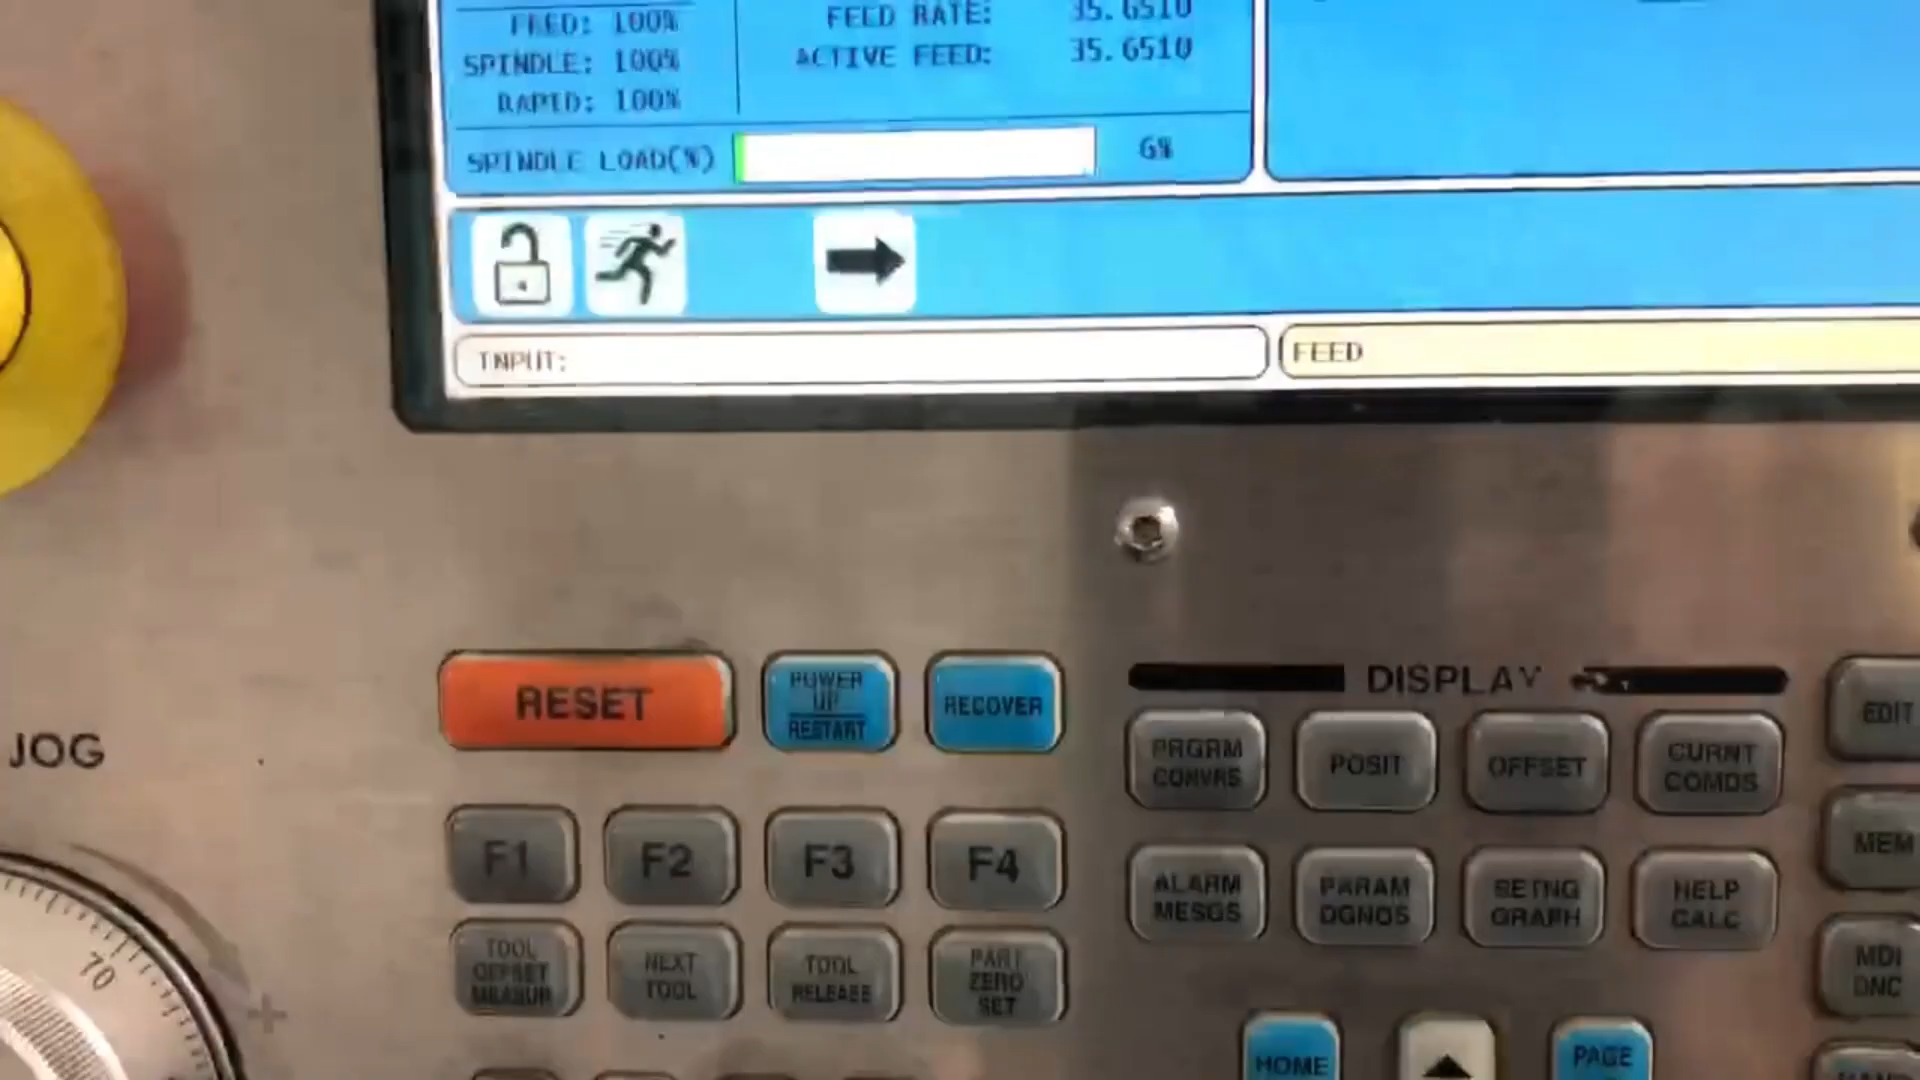 FEED: 100%
SPINDLE: 100%
RAPID: 100%
FEED RATE: 35.6510
ACTIVE FEED: 35.6510
SPINDLE LOAD(%) 6%
INPUT:
FEED
RESET
POWER
UP
RESTART
RECOVER
DISPLAY
PRGRM
CONVRS
POSIT
OFFSET
CURNT
COMDS
EDIT
JOG
F1
F2
F3
F4
ALARM
MESGS
PARAM
DGNOS
SETNG
GRAPH
HELP
CALC
MEM
TOOL
OFFSET
MEASUR
NEXT
TOOL
TOOL
RELEASE
PART
ZERO
SET
MDI
DNC
70
+
HOME
PAGE